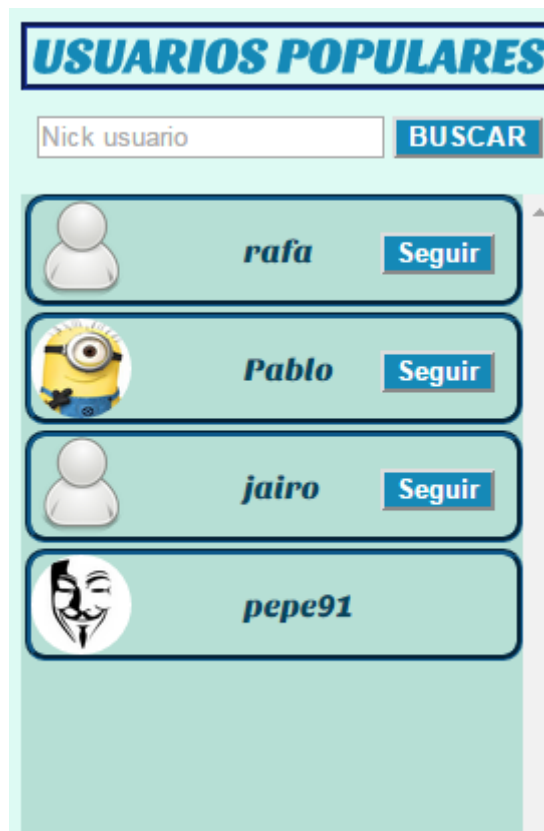 USUARIOS POPULARES
Nick usuario BUSCAR
rafa Seguir
Pablo Seguir
jairo Seguir
pepe91